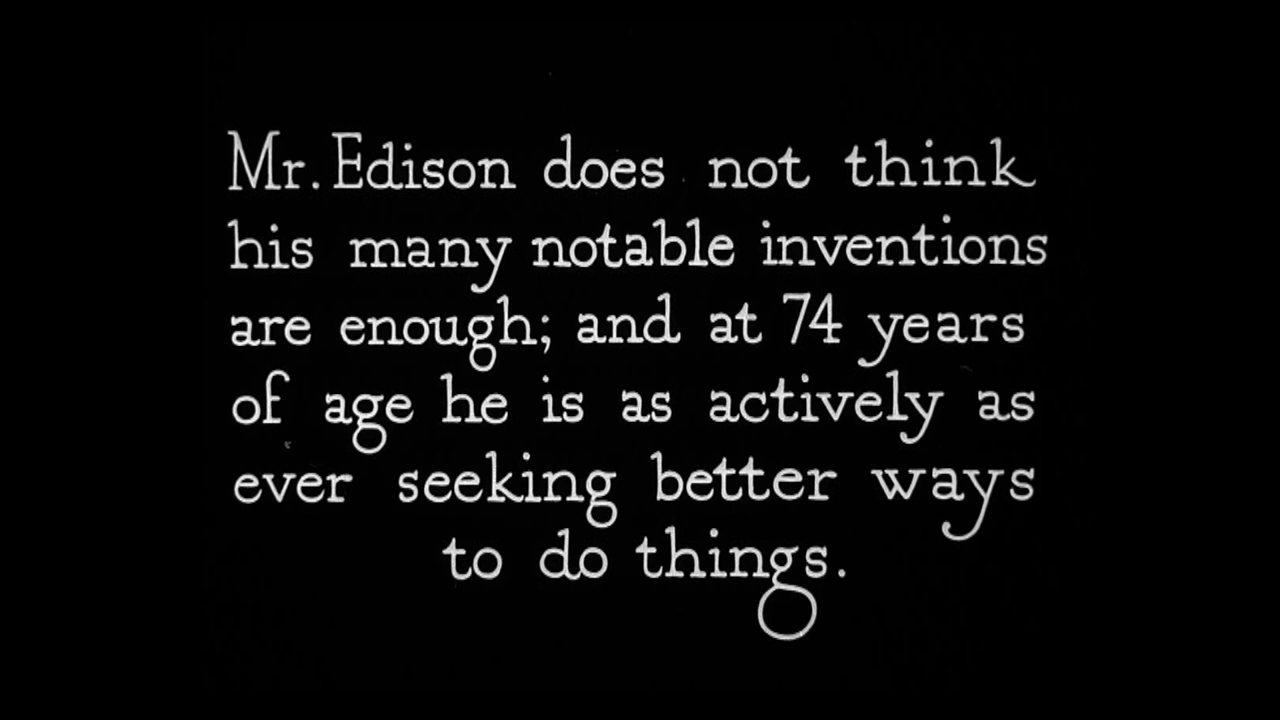 Mr. Edison does not think
his many notable inventions
are enough; and at 74 years
of age he is as actively as
ever seeking better ways
to do things.